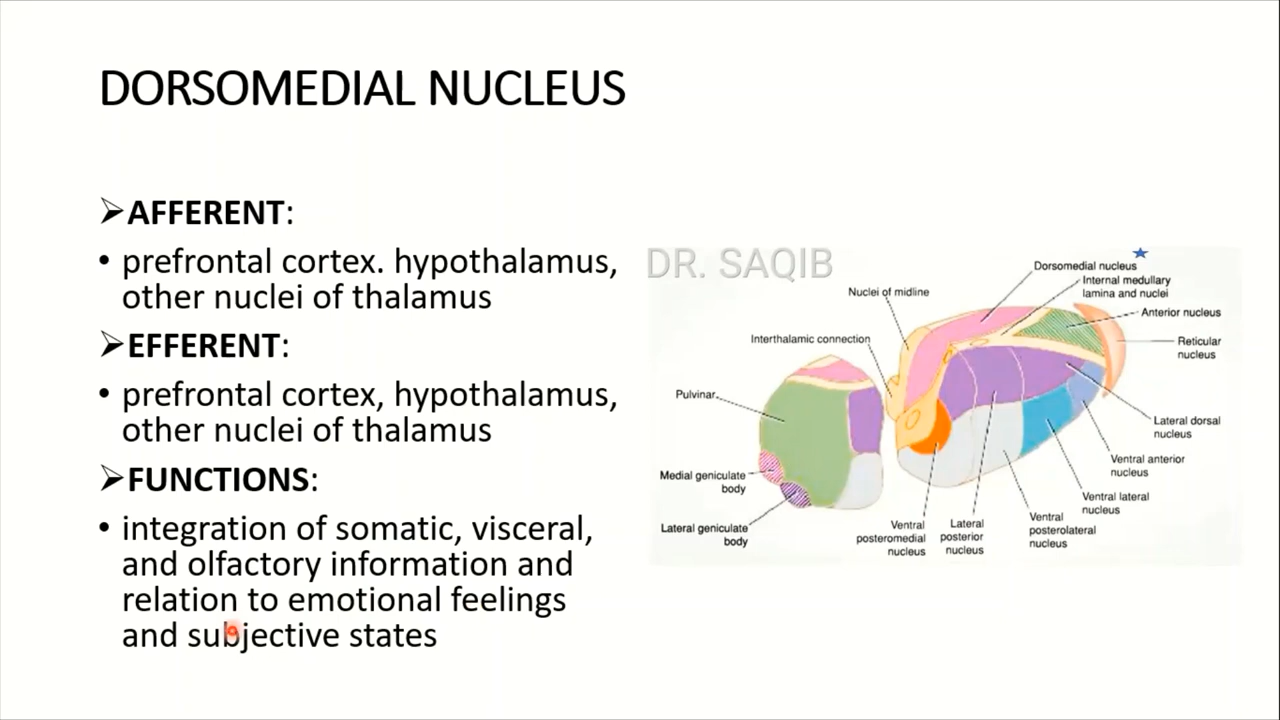 DORSOMEDIAL NUCLEUS
➢AFFERENT:
• prefrontal cortex. hypothalamus,
other nuclei of thalamus
➢EFFERENT:
• prefrontal cortex, hypothalamus,
other nuclei of thalamus
➢FUNCTIONS:
• integration of somatic, visceral,
and olfactory information and
relation to emotional feelings
and subjective states
DR. SAQIB
Dorsomedial nucleus
Internal medullary
lamina and nuclei
Nuclei of midline
Anterior nucleus
Interthalamic connection
Reticular
nucleus
Pulvinar
Lateral dorsal
nucleus
Ventral anterior
nucleus
Medial geniculate
body
Ventral lateral
nucleus
Lateral geniculate
body
Ventral
posteromedial
nucleus
Lateral
posterior
nucleus
Ventral
posterolateral
nucleus